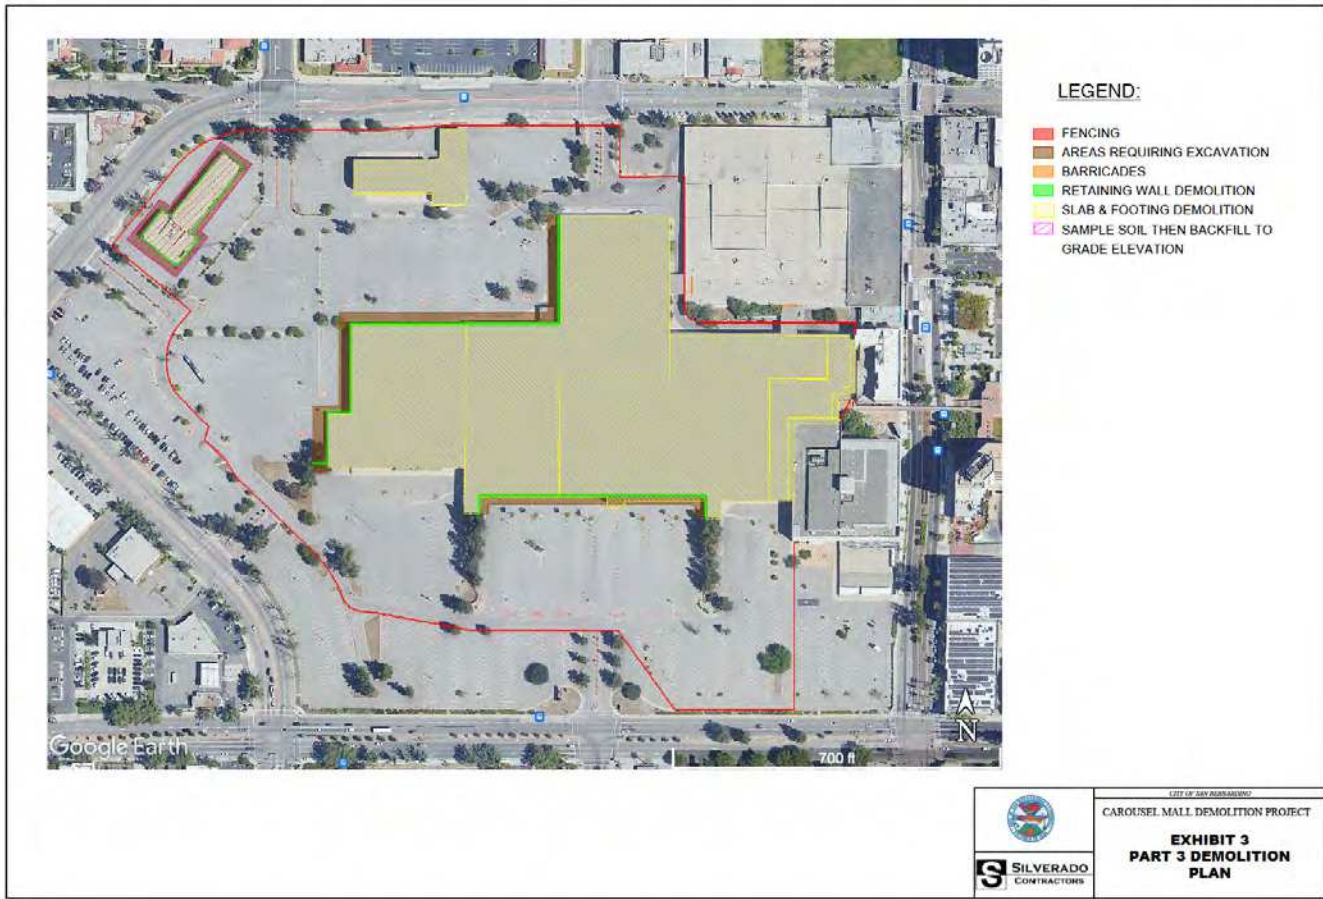 LEGEND:
FENCING
AREAS REQUIRING EXCAVATION
BARRICADES
RETAINING WALL DEMOLITION
SLAB & FOOTING DEMOLITION
SAMPLE SOIL THEN BACKFILL TO
GRADE ELEVATION
N
Google Earth
700 ft
CITY OF SAN BERNARDINO
CAROUSEL MALL DEMOLITION PROJECT
EXHIBIT 3
PART 3 DEMOLITION
PLAN
S SILVERADO
CONTRACTORS